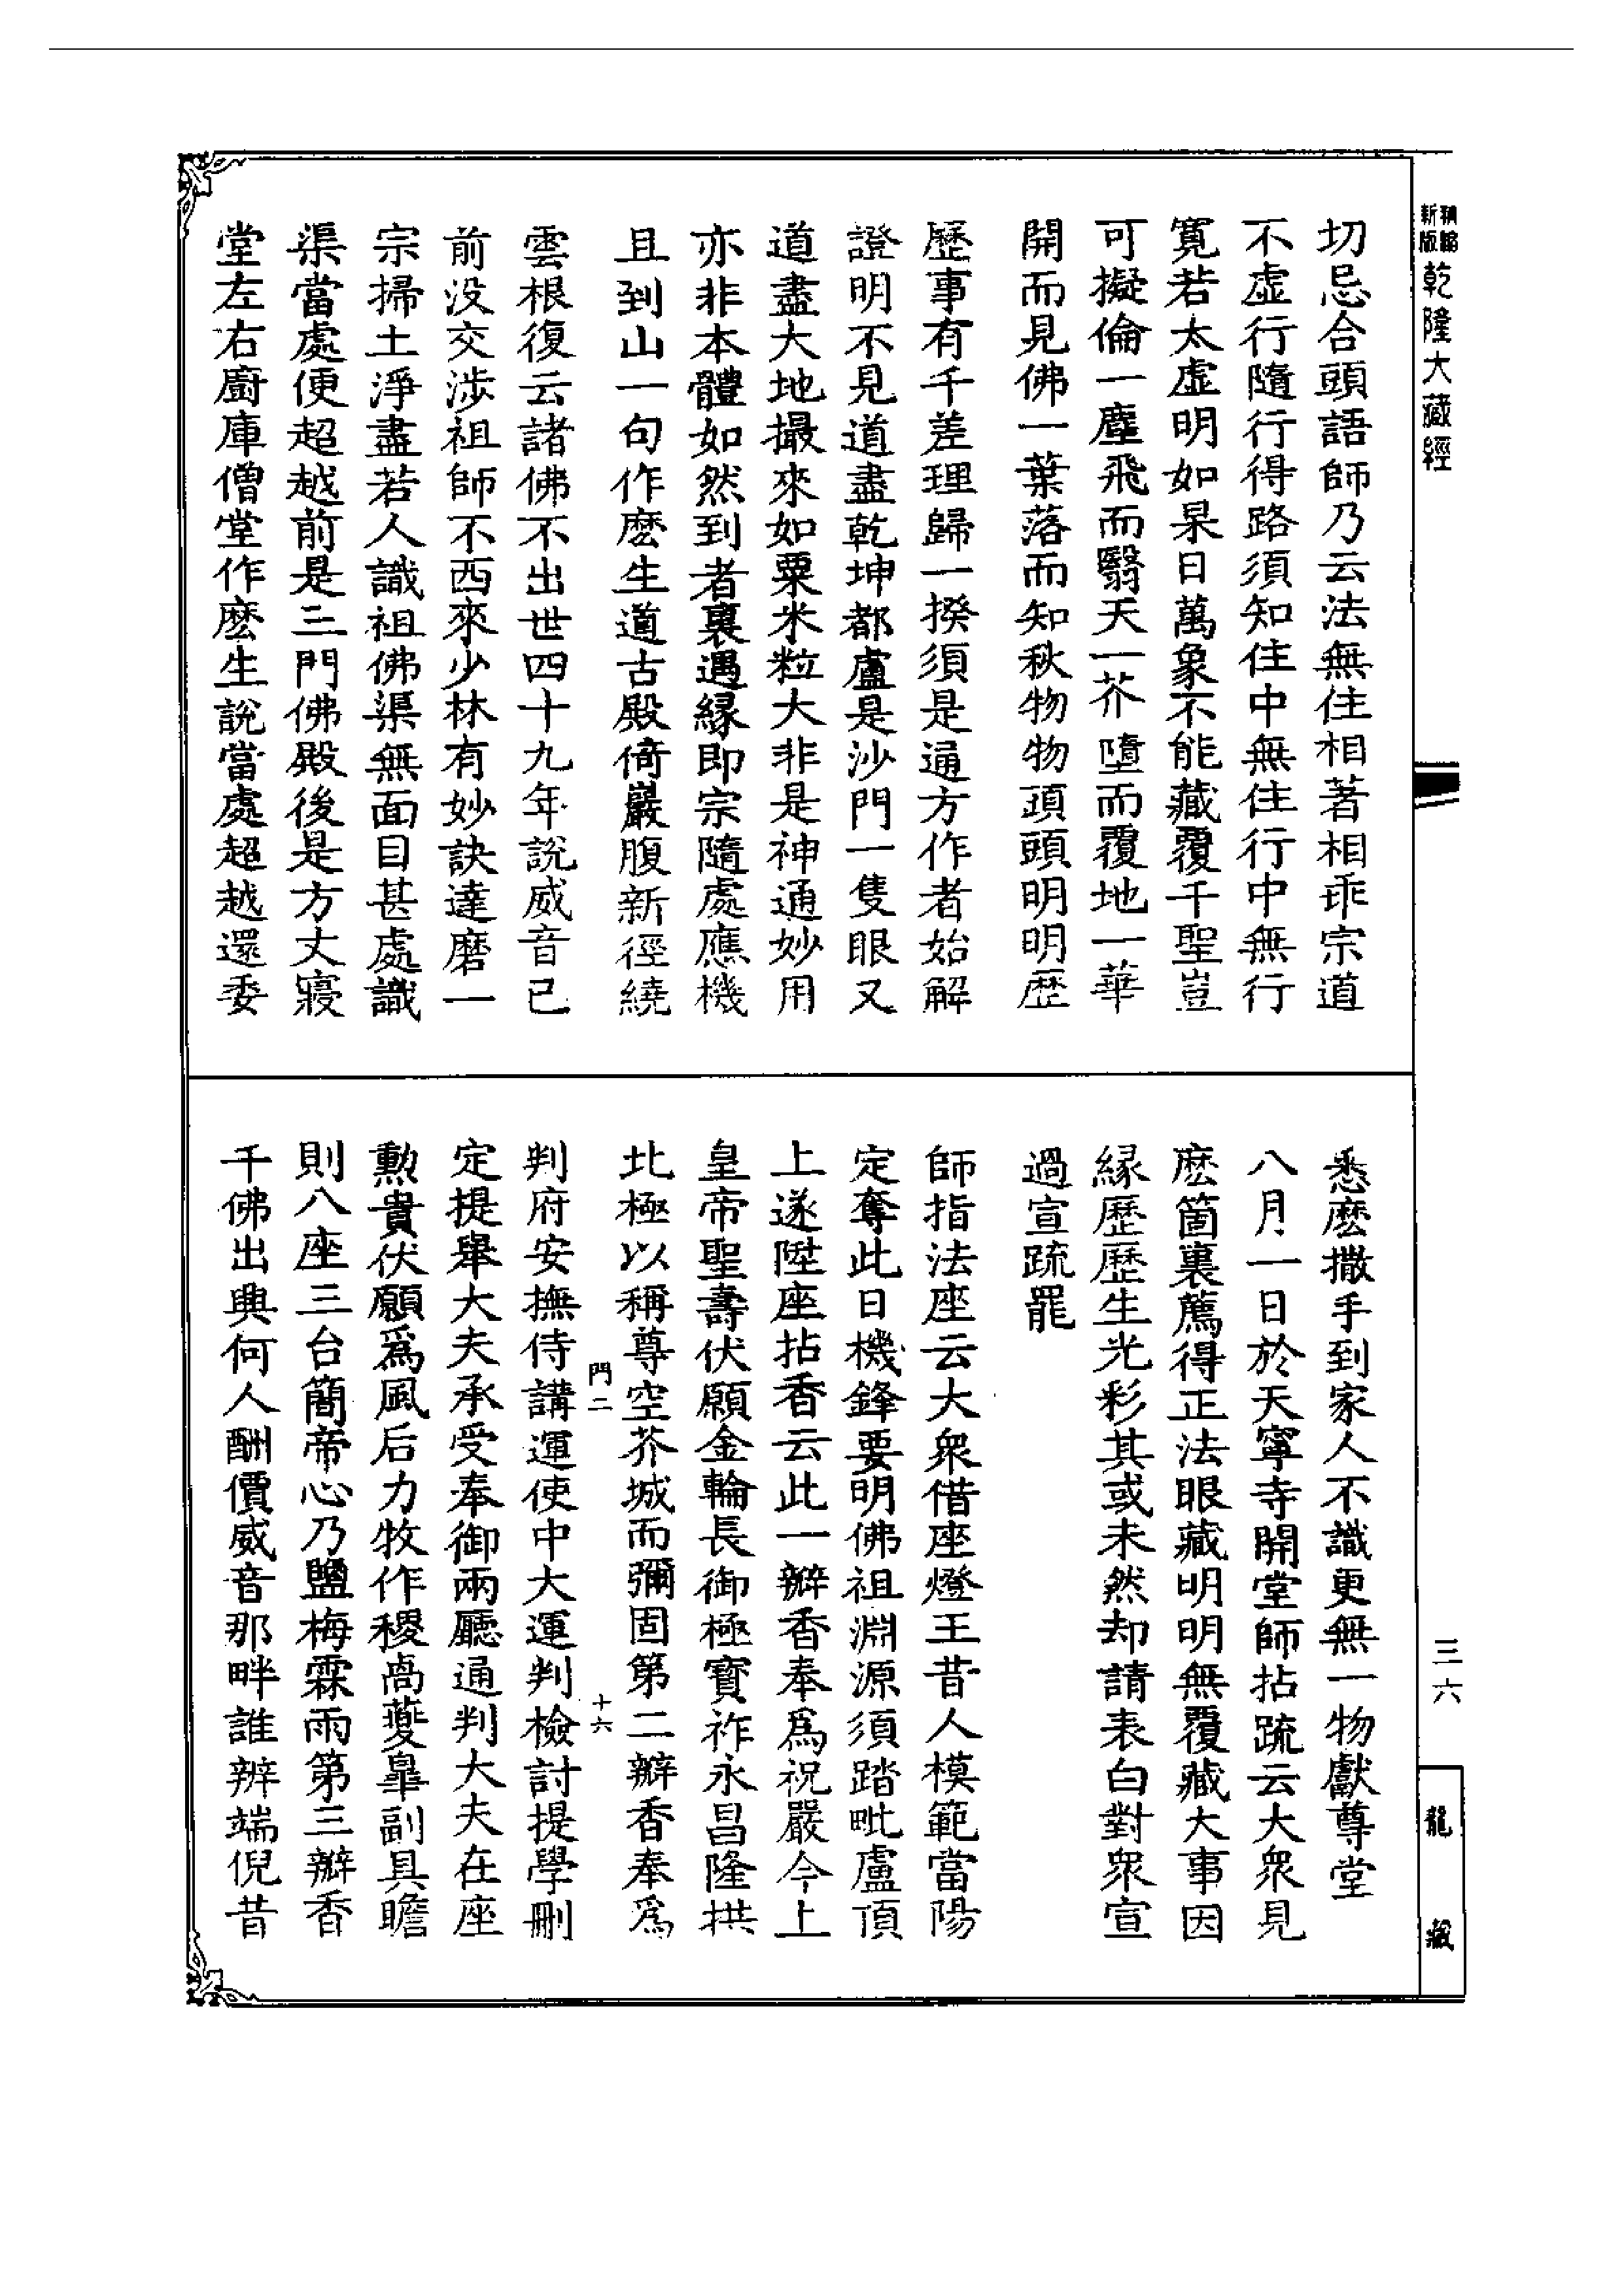 新版
精縮
乾隆大藏經
切忌合頭語師乃云法無住相著相乖宗道
不虛行隨行得路須知住中無住行中無行
寬若太虛明如杲日萬象不能藏覆千聖豈
可擬倫一塵飛而翳天一芥墮而覆地一華
開而見佛一葉落而知秋物物頭頭明明歷
歷事有千差理歸一揆須是通方作者始解
證明不見道盡乾坤都盧是沙門一隻眼又
道盡大地撮來如粟米粒大非是神通妙用
亦非本體如然到者裏遇緣即宗隨處應機
且到山一句作麽生道古殿倚巖腹新徑繞
雲根復云諸佛不出世四十九年說威音已
前没交涉祖師不西來少林有妙訣達磨一
宗掃土淨盡若人識祖佛渠無面目甚處識
渠當處便超越前是三門佛殿後是方丈寢
堂左右廚庫僧堂作麽生說當處超越還委
悉麽撒手到家人不識更無一物獻尊堂
八月一日於天寧寺開堂師拈疏云大衆見
麽箇裏薦得正法眼藏明明無覆藏大事因
緣歷歷生光彩其或未然却請表白對衆宣
過宣疏罷
師指法座云大衆借座燈王昔人模範當陽
定奪此日機鋒要明佛祖淵源須踏毗盧頂
上遂陞座拈香云此一瓣香奉爲祝嚴今上
皇帝聖壽伏願金輪長御極寶祚永昌隆拱
北極以稱尊空芥城而彌固第二瓣香奉爲
門二
十六
判府安撫侍講運使中大運判檢討提學刪
定提舉大夫承受奉御兩廳通判大夫在座
勲貴伏願爲風后力牧作稷卨夔皐副具瞻
則八座三台簡帝心乃鹽梅霖雨第三瓣香
千佛出興何人酬價威音那畔誰辨端倪昔
三六
龍藏